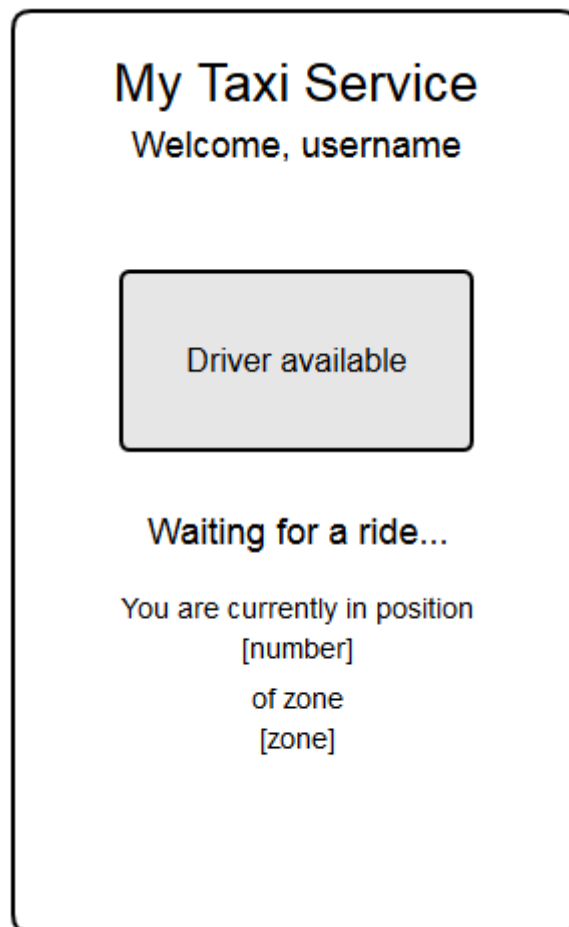 My Taxi Service
Welcome, username
Driver available
Waiting for a ride...
You are currently in position
[number]
of zone
[zone]